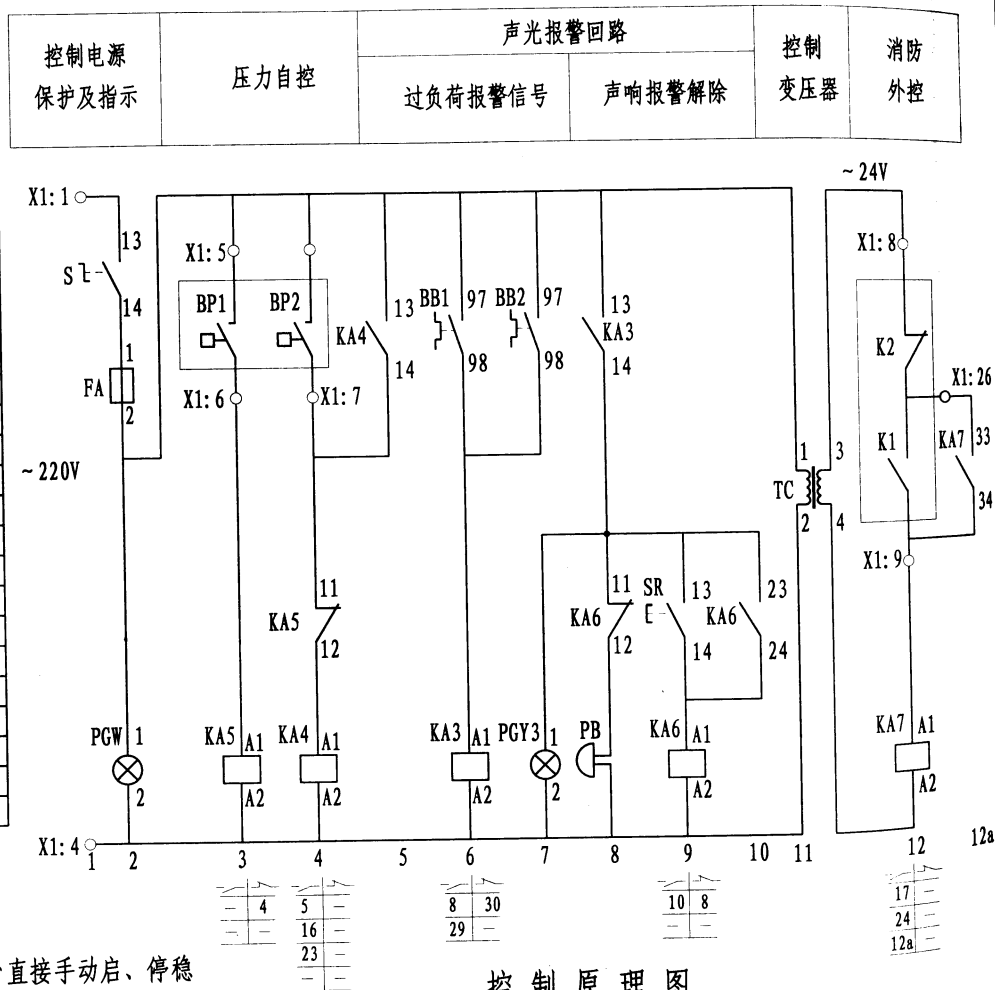 控制电源
保护及指示
压力自控
声光报警回路
过负荷报警信号
声响报警解除
控制
变压器
消防
外控
X1:1
~24V
13
S
14
X1:5
X1:8
BP1
BP2
KA4
13
14
BB1
97
98
BB2
97
98
13
KA3
14
K2
1
FA
2
X1:6
X1:7
X1:26
K1
KA7
33
34
~220V
1
3
TC
2
4
X1:9
11
KA5
12
11
KA6
12
SR
13
14
23
KA6
24
PGW
1
2
KA5
A1
A2
KA4
A1
A2
KA3
A1
A2
PGY3
1
2
PB
KA6
A1
A2
KA7
A1
A2
X1:4
1 2 3 4 5 6 7 8 9 10 11 12 12a
4
5
16
23
8 30
29
10 8
17
24
12a
直接手动启、停稳
控制原理图